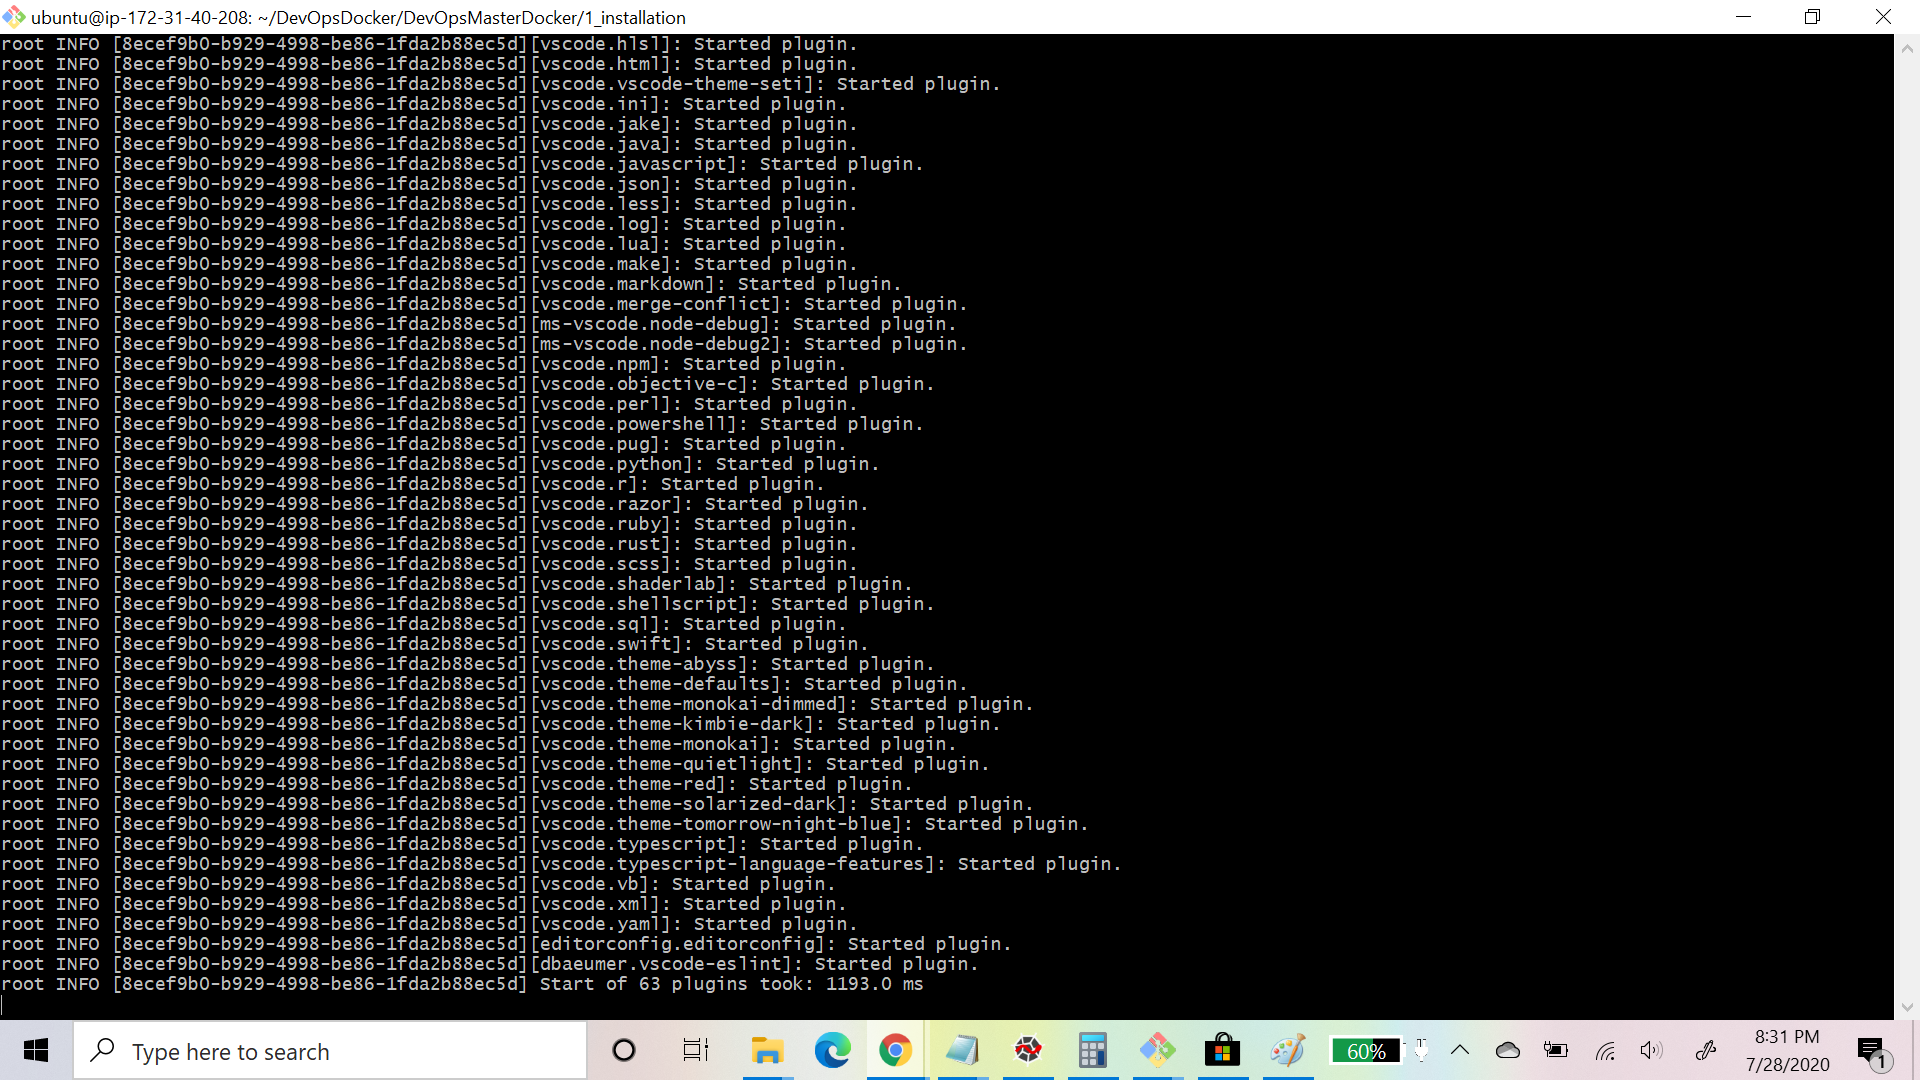 ubuntu@ip-172-31-40-208: ~/DevOpsDocker/DevOpsMasterDocker/1_installation
root INFO [8ecef9b0-b929-4998-be86-1fda2b88ec5d][vscode.hlsl]: Started plugin.
root INFO [8ecef9b0-b929-4998-be86-1fda2b88ec5d][vscode.html]: Started plugin.
root INFO [8ecef9b0-b929-4998-be86-1fda2b88ec5d][vscode.vscode-theme-seti]: Started plugin.
root INFO [8ecef9b0-b929-4998-be86-1fda2b88ec5d][vscode.ini]: Started plugin.
root INFO [8ecef9b0-b929-4998-be86-1fda2b88ec5d][vscode.jake]: Started plugin.
root INFO [8ecef9b0-b929-4998-be86-1fda2b88ec5d][vscode.java]: Started plugin.
root INFO [8ecef9b0-b929-4998-be86-1fda2b88ec5d][vscode.javascript]: Started plugin.
root INFO [8ecef9b0-b929-4998-be86-1fda2b88ec5d][vscode.json]: Started plugin.
root INFO [8ecef9b0-b929-4998-be86-1fda2b88ec5d][vscode.less]: Started plugin.
root INFO [8ecef9b0-b929-4998-be86-1fda2b88ec5d][vscode.log]: Started plugin.
root INFO [8ecef9b0-b929-4998-be86-1fda2b88ec5d][vscode.lua]: Started plugin.
root INFO [8ecef9b0-b929-4998-be86-1fda2b88ec5d][vscode.make]: Started plugin.
root INFO [8ecef9b0-b929-4998-be86-1fda2b88ec5d][vscode.markdown]: Started plugin.
root INFO [8ecef9b0-b929-4998-be86-1fda2b88ec5d][vscode.merge-conflict]: Started plugin.
root INFO [8ecef9b0-b929-4998-be86-1fda2b88ec5d][ms-vscode.node-debug]: Started plugin.
root INFO [8ecef9b0-b929-4998-be86-1fda2b88ec5d][ms-vscode.node-debug2]: Started plugin.
root INFO [8ecef9b0-b929-4998-be86-1fda2b88ec5d][vscode.npm]: Started plugin.
root INFO [8ecef9b0-b929-4998-be86-1fda2b88ec5d][vscode.objective-c]: Started plugin.
root INFO [8ecef9b0-b929-4998-be86-1fda2b88ec5d][vscode.perl]: Started plugin.
root INFO [8ecef9b0-b929-4998-be86-1fda2b88ec5d][vscode.powershell]: Started plugin.
root INFO [8ecef9b0-b929-4998-be86-1fda2b88ec5d][vscode.pug]: Started plugin.
root INFO [8ecef9b0-b929-4998-be86-1fda2b88ec5d][vscode.python]: Started plugin.
root INFO [8ecef9b0-b929-4998-be86-1fda2b88ec5d][vscode.r]: Started plugin.
root INFO [8ecef9b0-b929-4998-be86-1fda2b88ec5d][vscode.razor]: Started plugin.
root INFO [8ecef9b0-b929-4998-be86-1fda2b88ec5d][vscode.ruby]: Started plugin.
root INFO [8ecef9b0-b929-4998-be86-1fda2b88ec5d][vscode.rust]: Started plugin.
root INFO [8ecef9b0-b929-4998-be86-1fda2b88ec5d][vscode.scss]: Started plugin.
root INFO [8ecef9b0-b929-4998-be86-1fda2b88ec5d][vscode.shaderlab]: Started plugin.
root INFO [8ecef9b0-b929-4998-be86-1fda2b88ec5d][vscode.shellscript]: Started plugin.
root INFO [8ecef9b0-b929-4998-be86-1fda2b88ec5d][vscode.sql]: Started plugin.
root INFO [8ecef9b0-b929-4998-be86-1fda2b88ec5d][vscode.swift]: Started plugin.
root INFO [8ecef9b0-b929-4998-be86-1fda2b88ec5d][vscode.theme-abyss]: Started plugin.
root INFO [8ecef9b0-b929-4998-be86-1fda2b88ec5d][vscode.theme-defaults]: Started plugin.
root INFO [8ecef9b0-b929-4998-be86-1fda2b88ec5d][vscode.theme-monokai-dimmed]: Started plugin.
root INFO [8ecef9b0-b929-4998-be86-1fda2b88ec5d][vscode.theme-kimbie-dark]: Started plugin.
root INFO [8ecef9b0-b929-4998-be86-1fda2b88ec5d][vscode.theme-monokai]: Started plugin.
root INFO [8ecef9b0-b929-4998-be86-1fda2b88ec5d][vscode.theme-quietlight]: Started plugin.
root INFO [8ecef9b0-b929-4998-be86-1fda2b88ec5d][vscode.theme-red]: Started plugin.
root INFO [8ecef9b0-b929-4998-be86-1fda2b88ec5d][vscode.theme-solarized-dark]: Started plugin.
root INFO [8ecef9b0-b929-4998-be86-1fda2b88ec5d][vscode.theme-tomorrow-night-blue]: Started plugin.
root INFO [8ecef9b0-b929-4998-be86-1fda2b88ec5d][vscode.typescript]: Started plugin.
root INFO [8ecef9b0-b929-4998-be86-1fda2b88ec5d][vscode.typescript-language-features]: Started plugin.
root INFO [8ecef9b0-b929-4998-be86-1fda2b88ec5d][vscode.vb]: Started plugin.
root INFO [8ecef9b0-b929-4998-be86-1fda2b88ec5d][vscode.xml]: Started plugin.
root INFO [8ecef9b0-b929-4998-be86-1fda2b88ec5d][vscode.yaml]: Started plugin.
root INFO [8ecef9b0-b929-4998-be86-1fda2b88ec5d][editorconfig.editorconfig]: Started plugin.
root INFO [8ecef9b0-b929-4998-be86-1fda2b88ec5d][dbaeumer.vscode-eslint]: Started plugin.
root INFO [8ecef9b0-b929-4998-be86-1fda2b88ec5d] Start of 63 plugins took: 1193.0 ms
Type here to search
60%
8:31 PM
7/28/2020
1